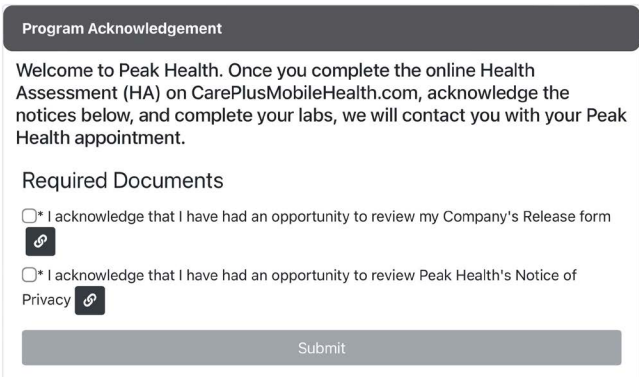 Program Acknowledgement
Welcome to Peak Health. Once you complete the online Health
Assessment (HA) on CarePlusMobileHealth.com, acknowledge the
notices below, and complete your labs, we will contact you with your Peak
Health appointment.
Required Documents
* I acknowledge that I have had an opportunity to review my Company's Release form
* I acknowledge that I have had an opportunity to review Peak Health's Notice of
Privacy
Submit